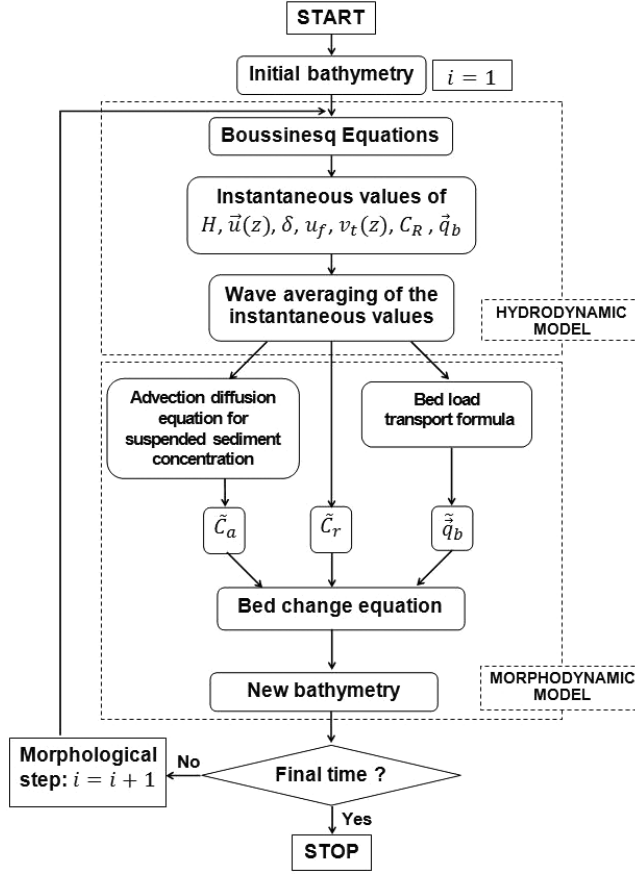 START
Initial bathymetry
i = 1
Boussinesq Equations
Instantaneous values of
H, u⃗(z), δ, u_f, v_t(z), C_R , q⃗_b
Wave averaging of the
instantaneous values
HYDRODYNAMIC
MODEL
Advection diffusion
equation for
suspended sediment
concentration
Bed load
transport formula
C̃_a
C̃_r
q⃗̃_b
Bed change equation
New bathymetry
MORPHODYNAMIC
MODEL
Morphological
step: i = i + 1
No
Final time ?
Yes
STOP